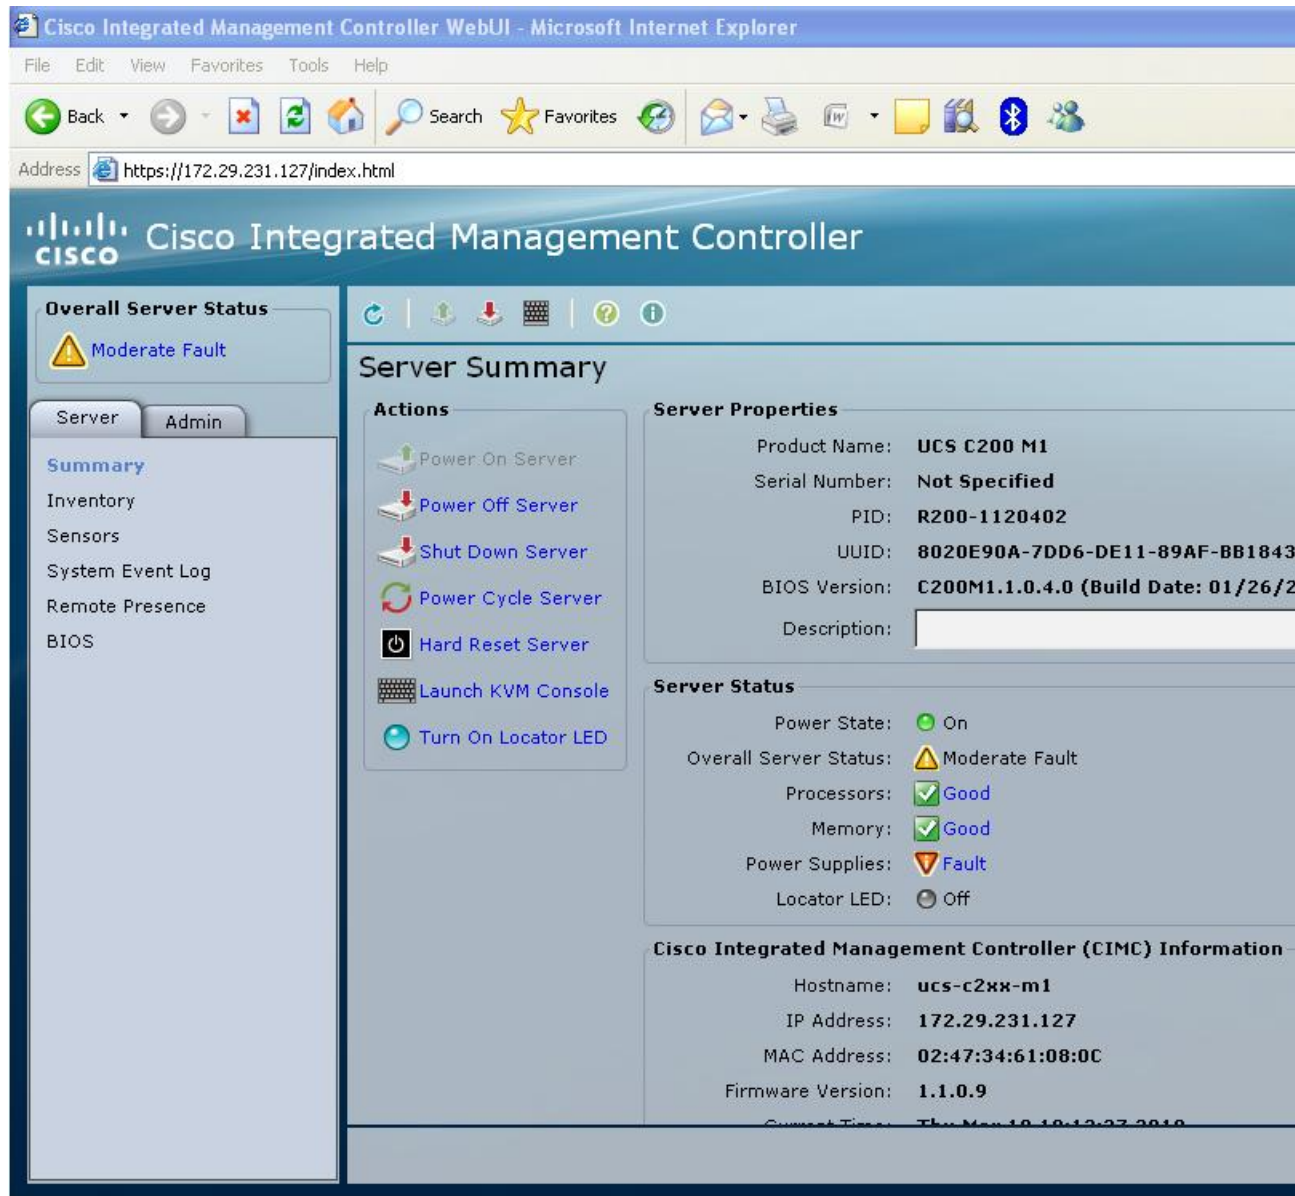 Cisco Integrated Management Controller WebUI - Microsoft Internet Explorer
File Edit View Favorites Tools Help
Back Search Favorites
Address https://172.29.231.127/index.html
cisco Cisco Integrated Management Controller
Overall Server Status
Moderate Fault
Server Admin
Summary
Inventory
Sensors
System Event Log
Remote Presence
BIOS
Server Summary
Actions
Power On Server
Power Off Server
Shut Down Server
Power Cycle Server
Hard Reset Server
Launch KVM Console
Turn On Locator LED
Server Properties
Product Name: UCS C200 M1
Serial Number: Not Specified
PID: R200-1120402
UUID: 8020E90A-7DD6-DE11-89AF-BB1843
BIOS Version: C200M1.1.0.4.0 (Build Date: 01/26/2
Description:
Server Status
Power State: On
Overall Server Status: Moderate Fault
Processors: Good
Memory: Good
Power Supplies: Fault
Locator LED: Off
Cisco Integrated Management Controller (CIMC) Information
Hostname: ucs-c2xx-m1
IP Address: 172.29.231.127
MAC Address: 02:47:34:61:08:0C
Firmware Version: 1.1.0.9
Current Time: